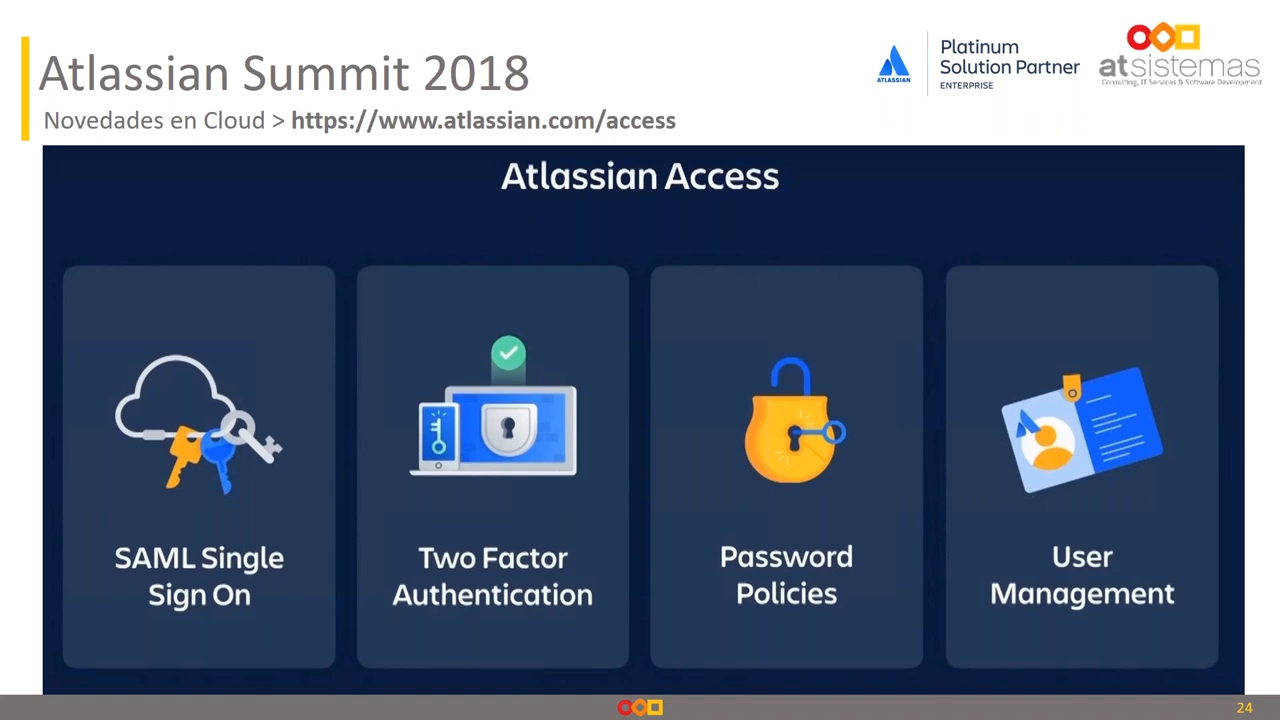 Atlassian Summit 2018
Novedades en Cloud > https://www.atlassian.com/access
ATLASSIAN
Platinum
Solution Partner
ENTERPRISE
atsistemas
Consulting, IT Services & Software Development
Atlassian Access
SAML Single
Sign On
Two Factor
Authentication
Password
Policies
User
Management
24